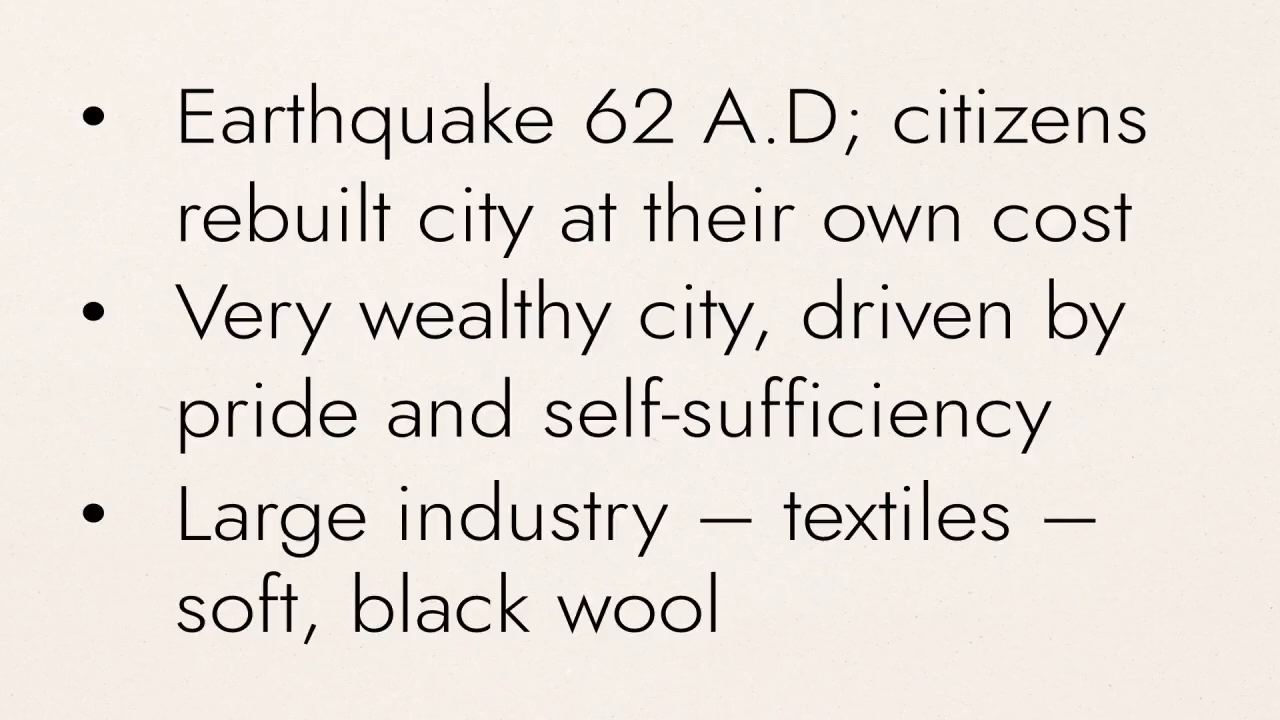 • Earthquake 62 A.D; citizens
rebuilt city at their own cost
• Very wealthy city, driven by
pride and self-sufficiency
• Large industry – textiles –
soft, black wool